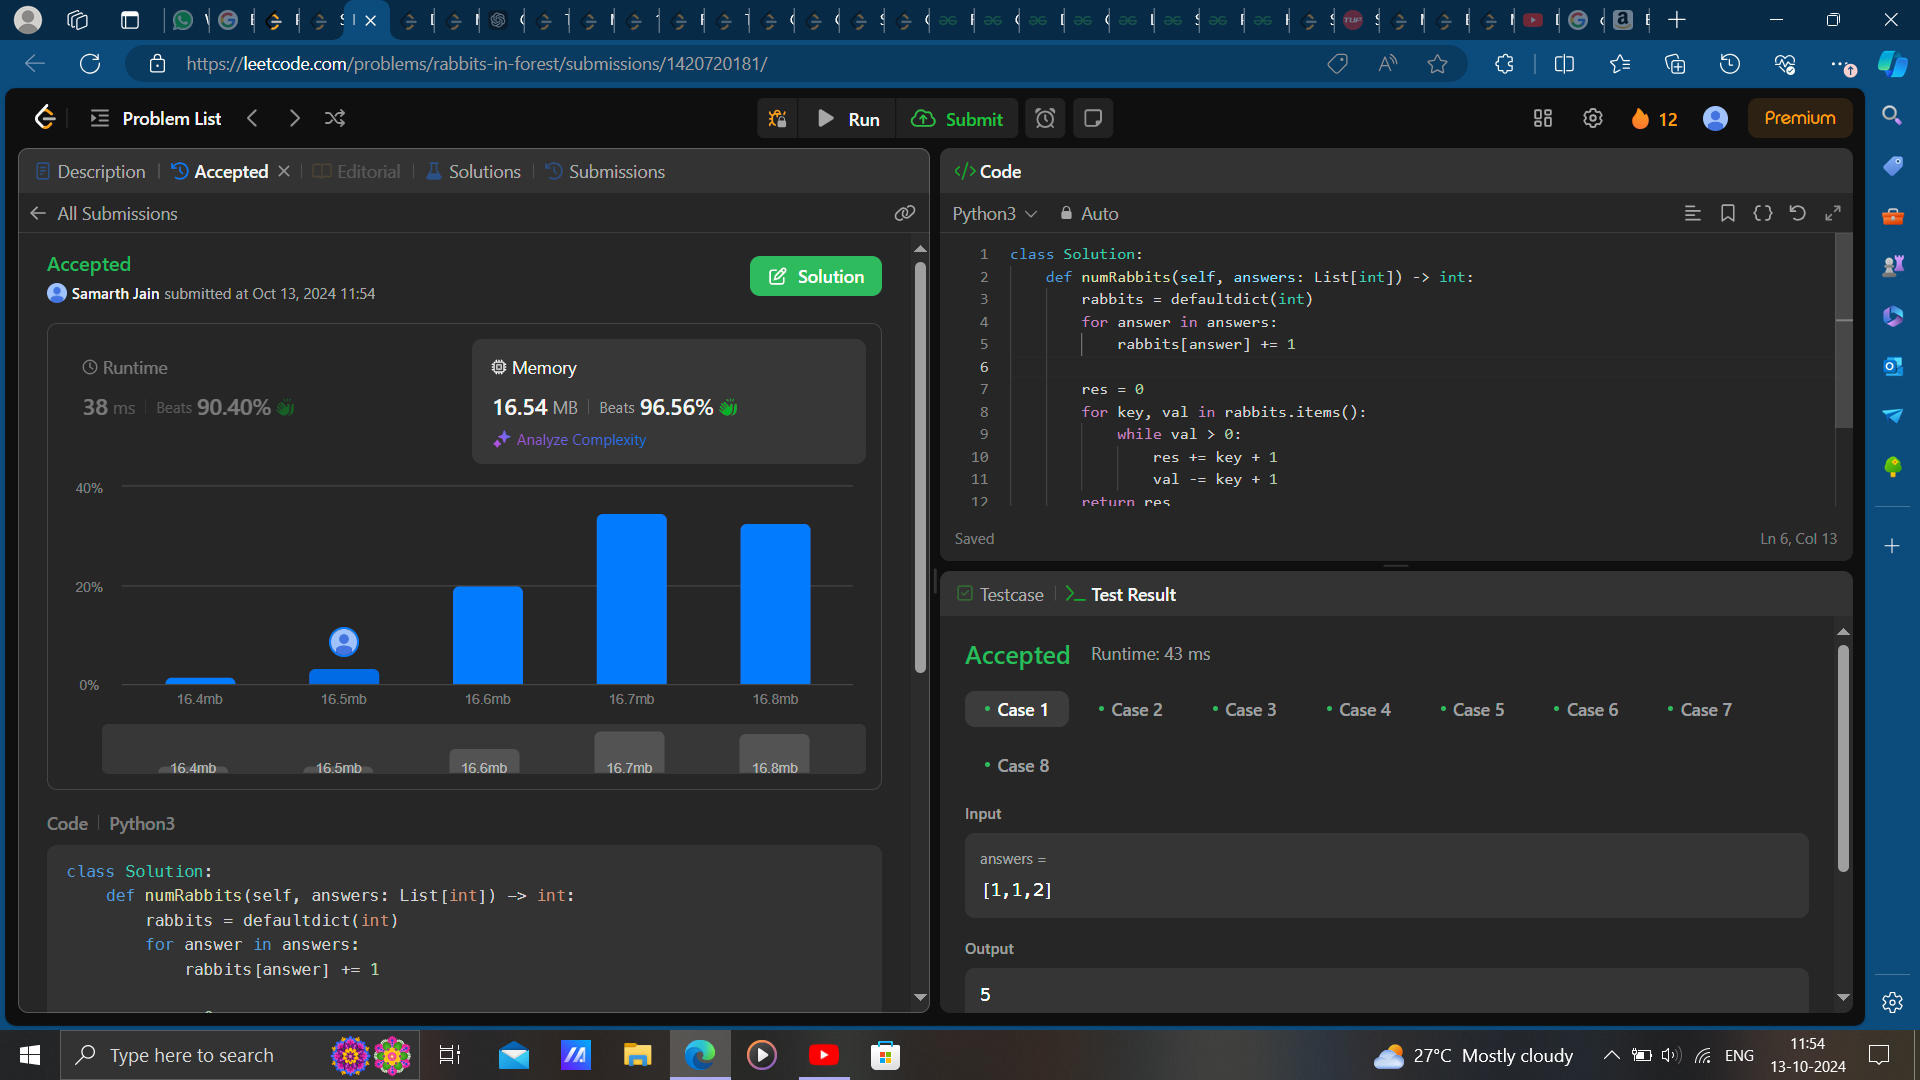 https://leetcode.com/problems/rabbits-in-forest/submissions/1420720181/
Problem List
Run
Submit
12
Premium
Description
Accepted
Editorial
Solutions
Submissions
All Submissions
Accepted
Samarth Jain submitted at Oct 13, 2024 11:54
Solution
Runtime
38 ms
Beats 90.40%
Memory
16.54 MB
Beats 96.56%
Analyze Complexity
40%
20%
0%
16.4mb
16.5mb
16.6mb
16.7mb
16.8mb
16.4mb
16.5mb
16.6mb
16.7mb
16.8mb
Code
Python3
class Solution:
def numRabbits(self, answers: List[int]) -> int:
rabbits = defaultdict(int)
for answer in answers:
rabbits[answer] += 1
Code
Python3
Auto
1 class Solution:
2 def numRabbits(self, answers: List[int]) -> int:
3 rabbits = defaultdict(int)
4 for answer in answers:
5 rabbits[answer] += 1
6
7 res = 0
8 for key, val in rabbits.items():
9 while val > 0:
10 res += key + 1
11 val -= key + 1
12 return res
Saved
Ln 6, Col 13
Testcase
Test Result
Accepted
Runtime: 43 ms
Case 1
Case 2
Case 3
Case 4
Case 5
Case 6
Case 7
Case 8
Input
answers =
[1,1,2]
Output
5
Type here to search
27°C Mostly cloudy
ENG
11:54
13-10-2024